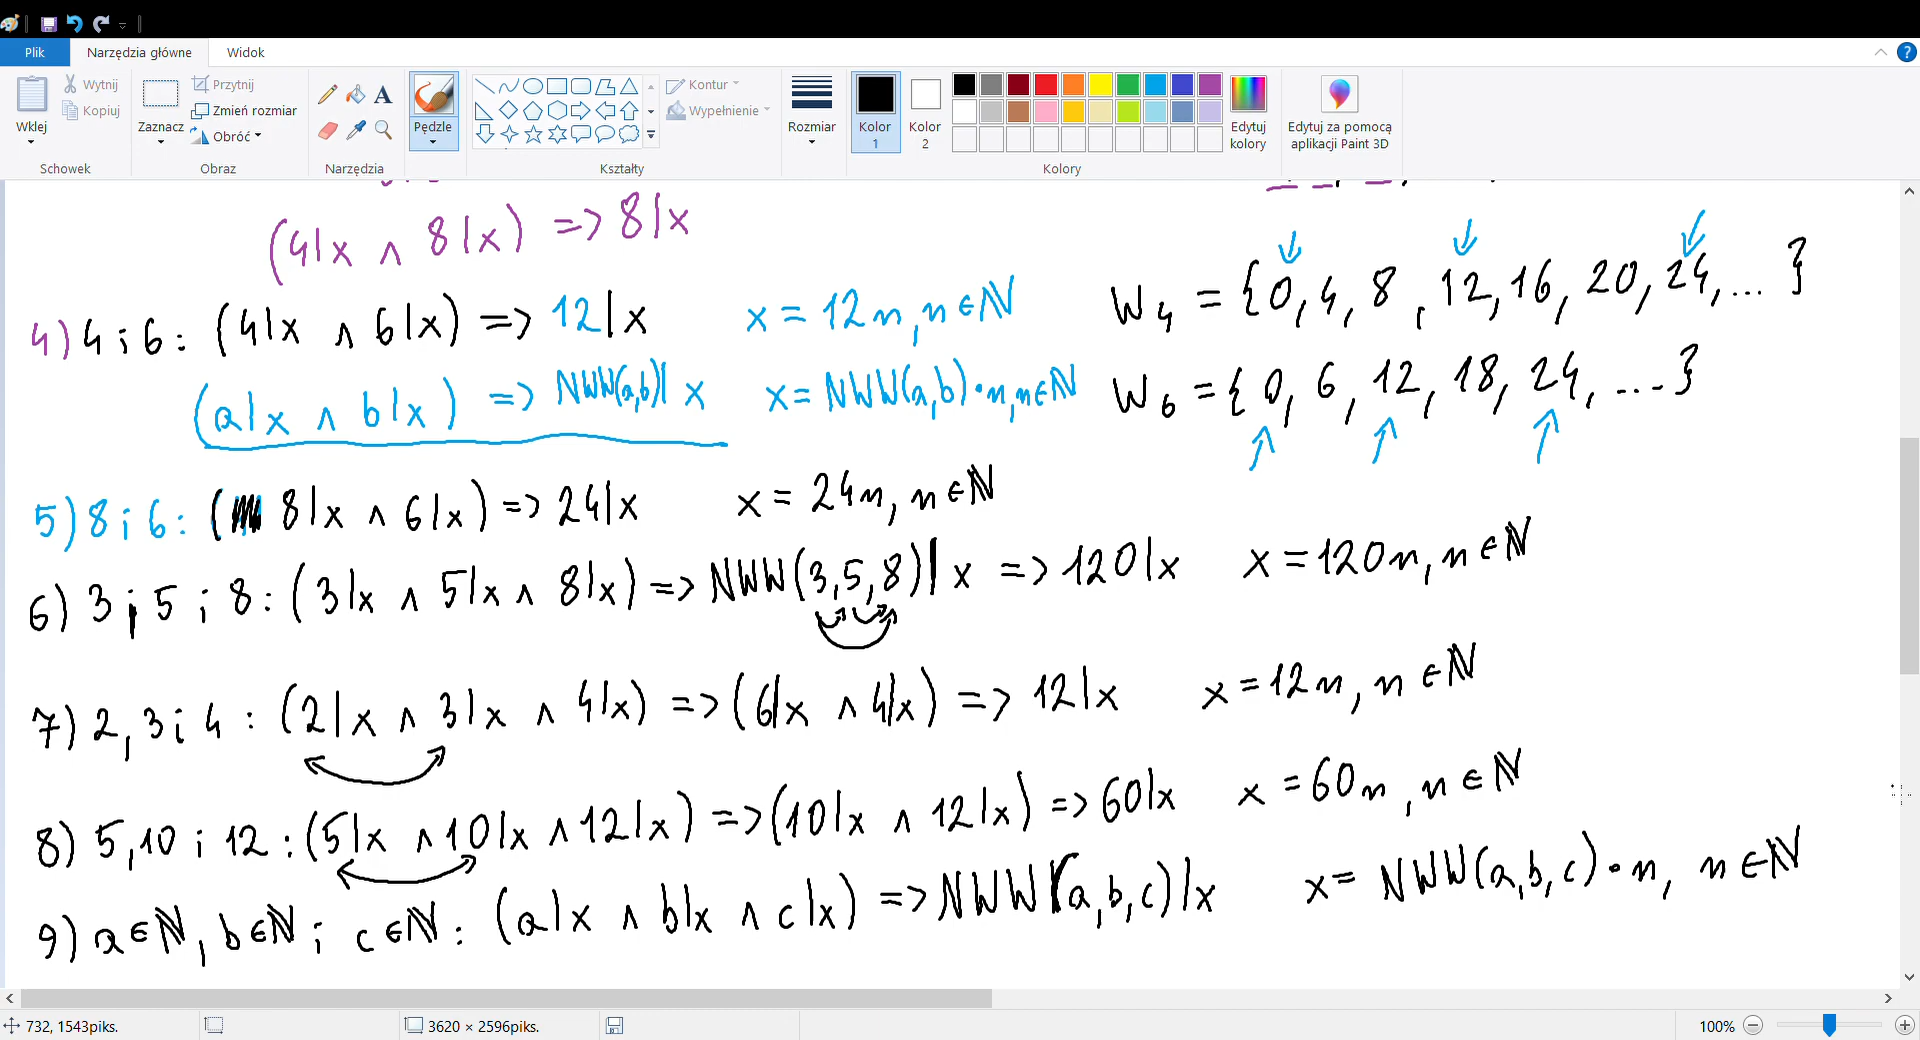 Plik Narzędzia główne Widok
Wklej
Wytnij
Kopiuj
Schowek
Zaznacz
Przytnij
Zmień rozmiar
Obróć
Obraz
Narzędzia
Pędzle
Kształty
Kontur
Wypełnienie
Rozmiar
Kolor 1
Kolor 2
Kolory
Edytuj kolory
Edytuj za pomocą aplikacji Paint 3D
(4|x ∧ 8|x) => 8|x
4) 4 i 6: (4|x ∧ 6|x) => 12|x x = 12n, n∈ℕ
W₄ = {0, 4, 8, 12, 16, 20, 24, ...}
(a|x ∧ b|x) => NWW(a,b)| x x = NWW(a,b)·n, n∈ℕ
W₆ = {0, 6, 12, 18, 24, ...}
5) 8 i 6: ( 8|x ∧ 6|x) => 24|x x = 24n, n∈ℕ
6) 3 i 5 i 8: (3|x ∧ 5|x ∧ 8|x) => NWW(3,5,8)|x => 120|x x = 120n, n∈ℕ
7) 2, 3 i 4: (2|x ∧ 3|x ∧ 4|x) => (6|x ∧ 4|x) => 12|x x = 12n, n∈ℕ
8) 5, 10 i 12: (5|x ∧ 10|x ∧ 12|x) => (10|x ∧ 12|x) => 60|x x = 60n, n∈ℕ
9) a∈ℕ, b∈ℕ i c∈ℕ: (a|x ∧ b|x ∧ c|x) => NWW(a,b,c)|x x = NWW(a,b,c)·n, n∈ℕ
732, 1543piks. 3620 × 2596piks. 100%